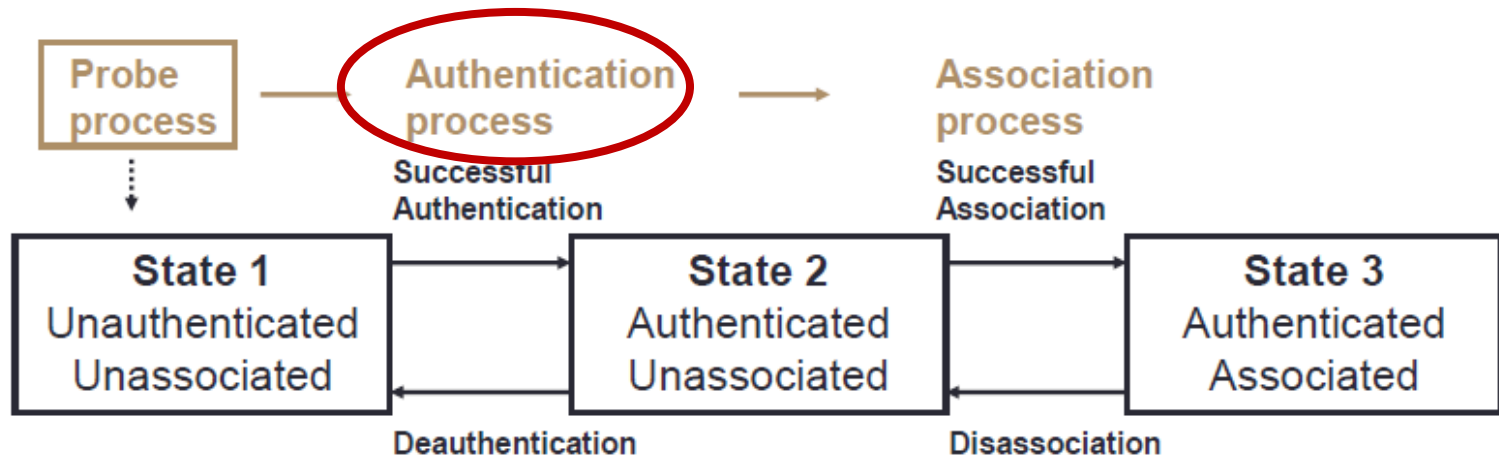 Probe
process
Authentication
process
Association
process
Successful
Authentication
Successful
Association
State 1
Unauthenticated
Unassociated
State 2
Authenticated
Unassociated
State 3
Authenticated
Associated
Deauthentication
Disassociation